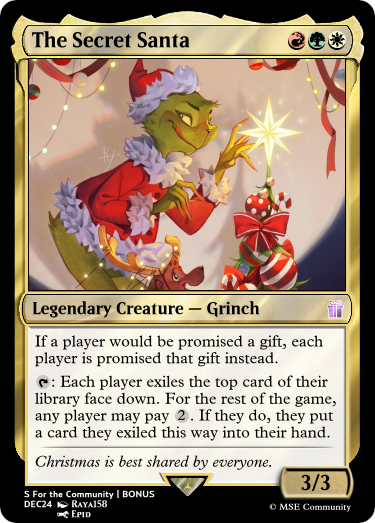 The Secret Santa
Legendary Creature — Grinch
If a player would be promised a gift, each
player is promised that gift instead.
: Each player exiles the top card of their
library face down. For the rest of the game,
any player may pay 2. If they do, they put
a card they exiled this way into their hand.
Christmas is best shared by everyone.
3/3
S For the Community | BONUS
DEC24 Raya158
Epid
© MSE Community